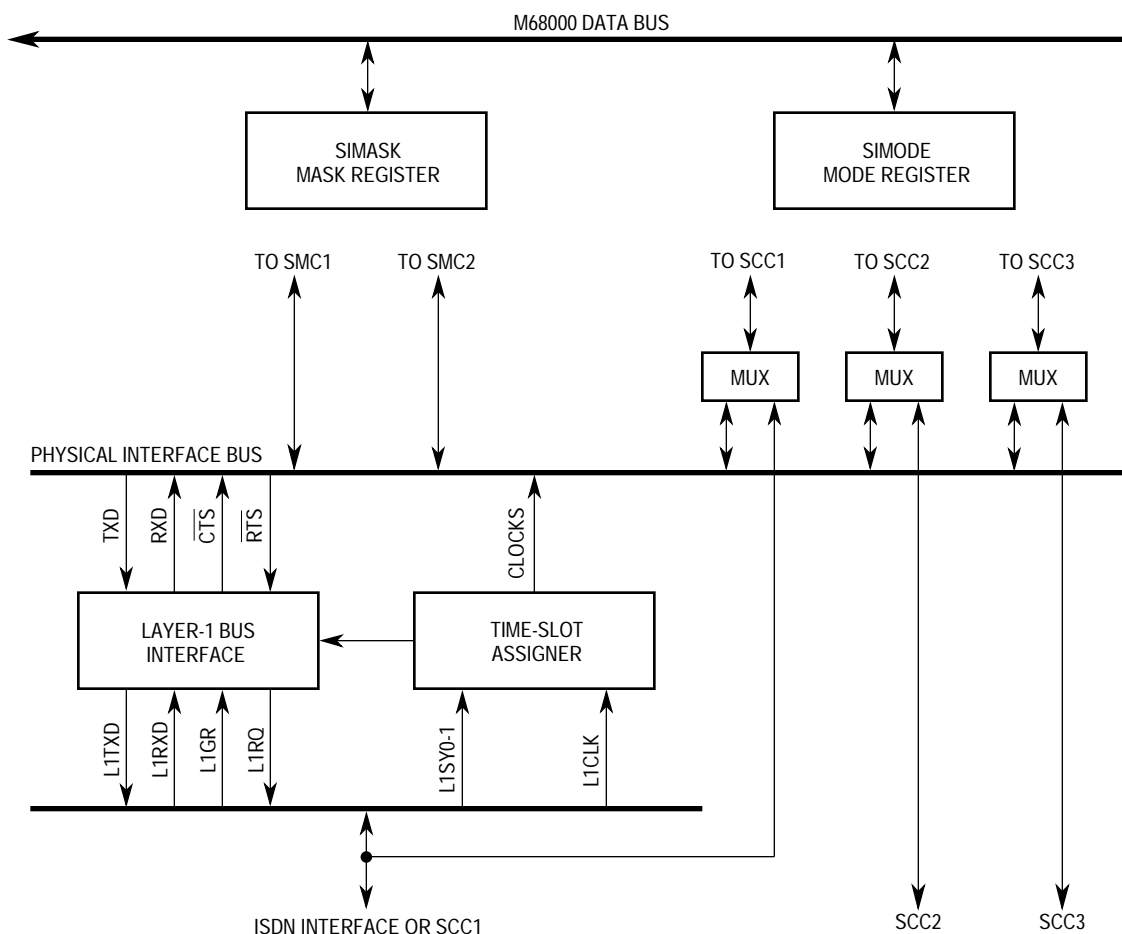 M68000 DATA BUS
SIMASK
MASK REGISTER
SIMODE
MODE REGISTER
TO SMC1
TO SMC2
TO SCC1
TO SCC2
TO SCC3
MUX
MUX
MUX
PHYSICAL INTERFACE BUS
TXD
RXD
CTS
RTS
CLOCKS
LAYER-1 BUS
INTERFACE
TIME-SLOT
ASSIGNER
L1TXD
L1RXD
L1GR
L1RQ
L1SY0-1
L1CLK
ISDN INTERFACE OR SCC1
SCC2
SCC3